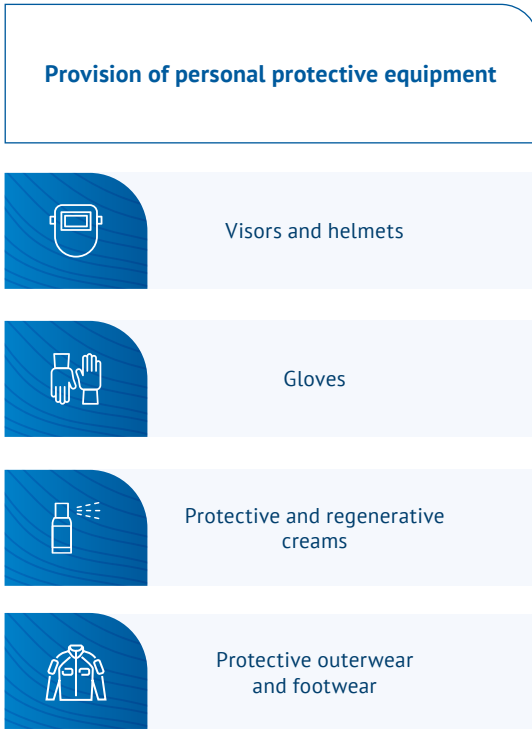 Provision of personal protective equipment
Visors and helmets
Gloves
Protective and regenerative
creams
Protective outerwear
and footwear